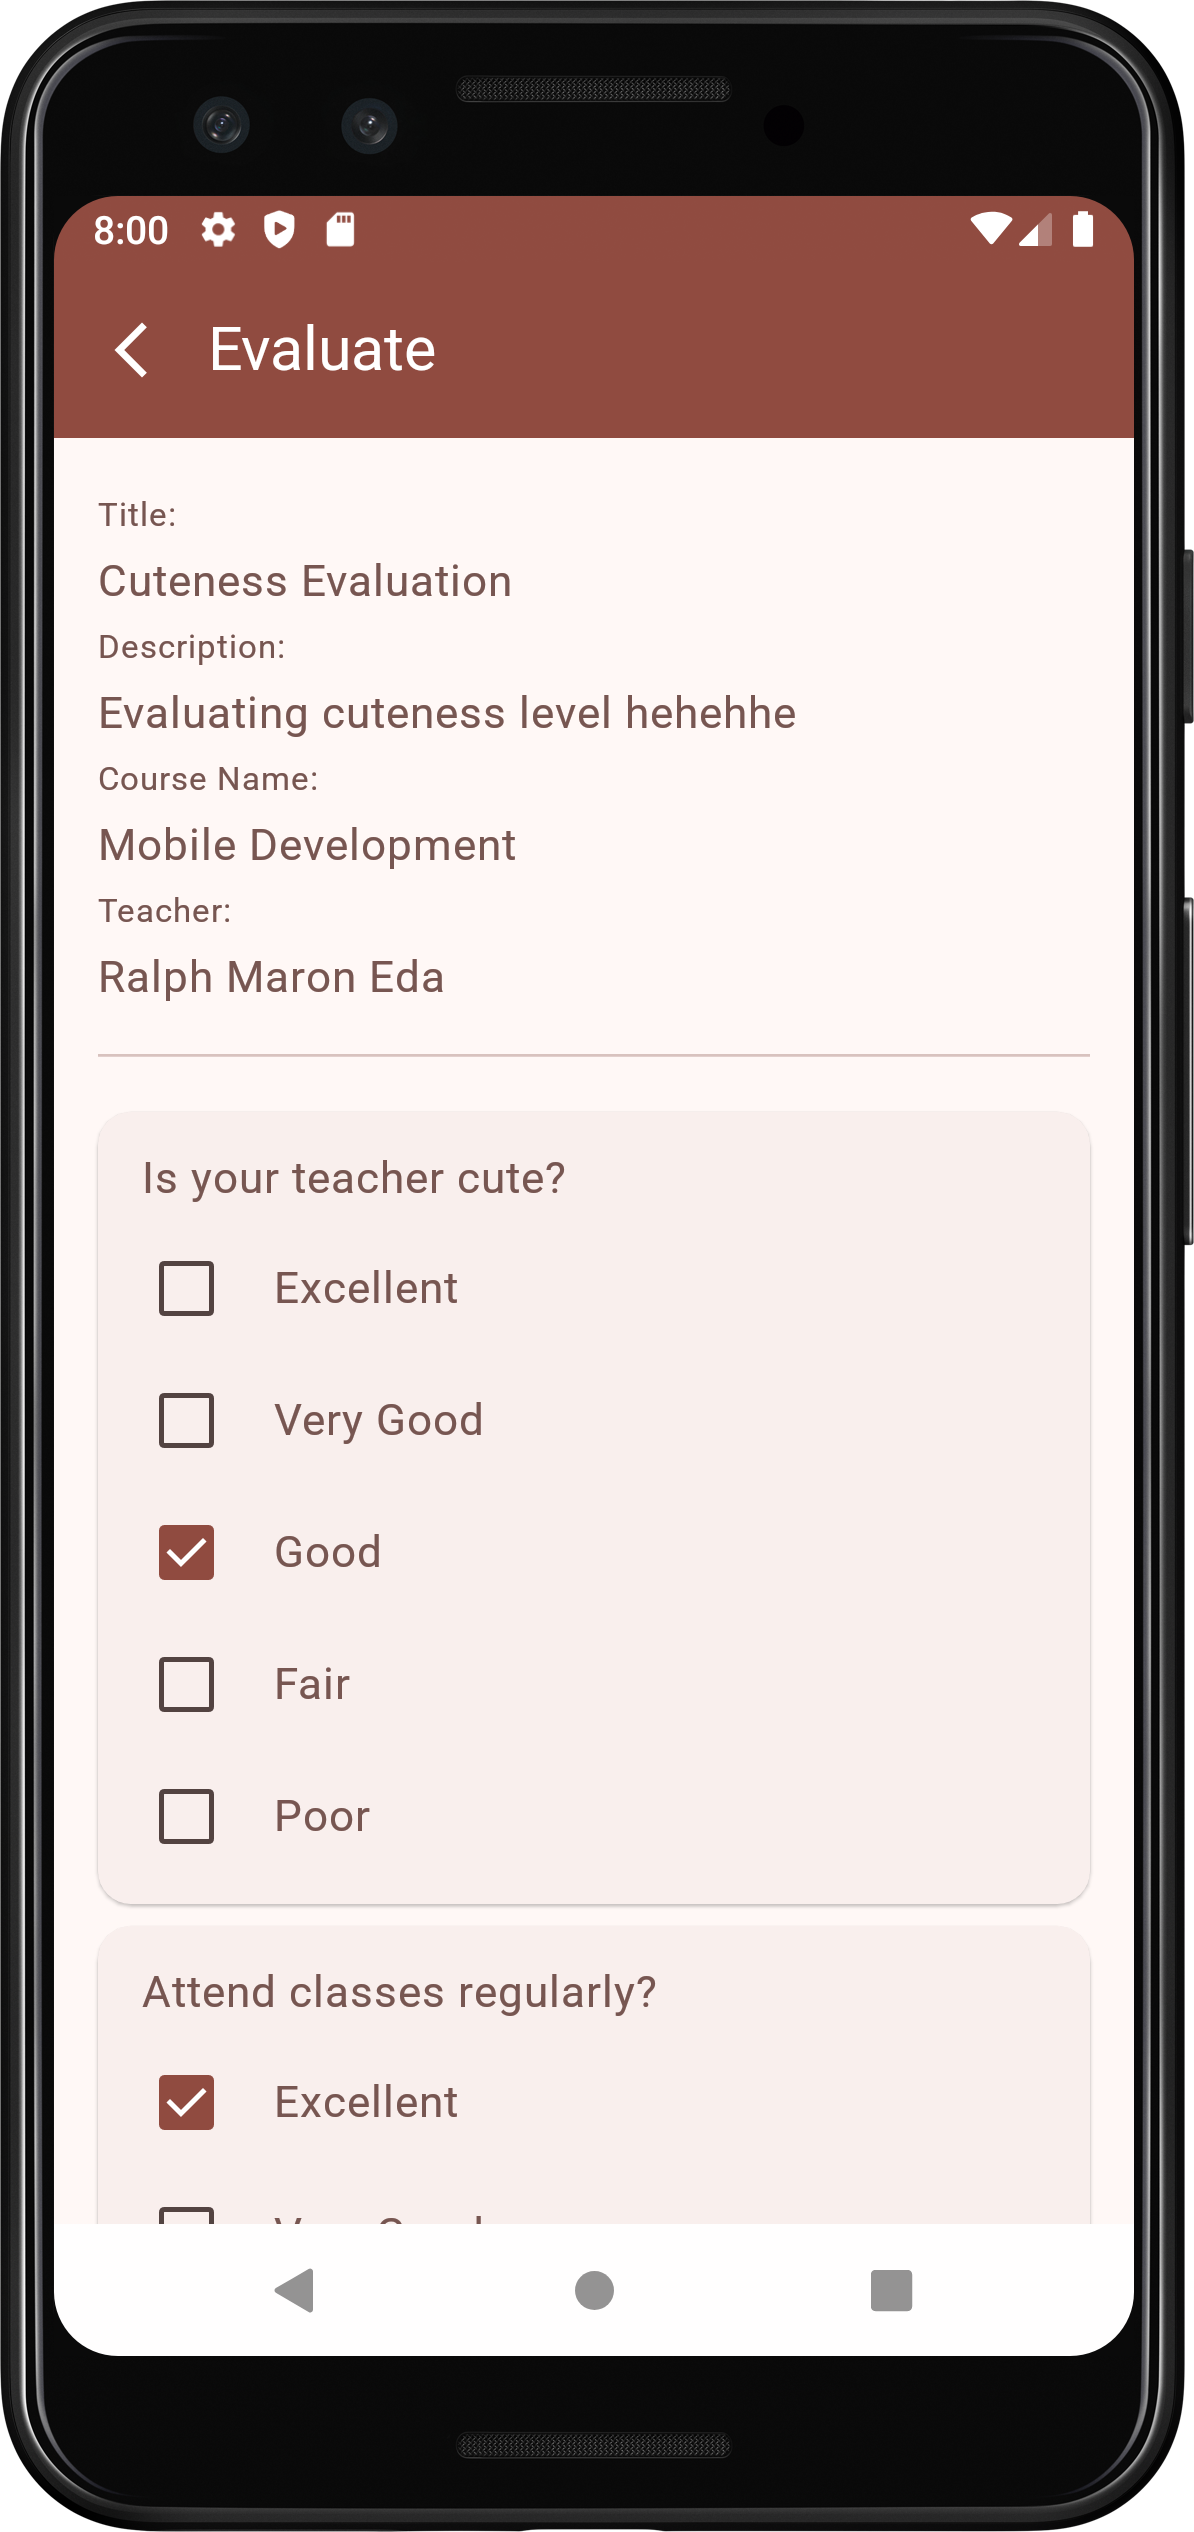 8:00
Evaluate
Title:
Cuteness Evaluation
Description:
Evaluating cuteness level hehehhe
Course Name:
Mobile Development
Teacher:
Ralph Maron Eda
Is your teacher cute?
Excellent
Very Good
Good
Fair
Poor
Attend classes regularly?
Excellent